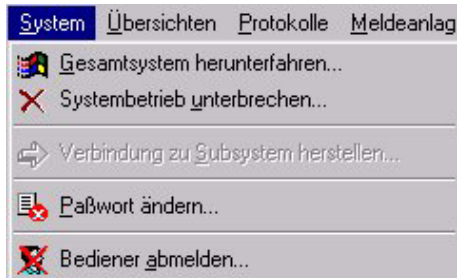 System Übersichten Protokolle Meldeanlag
Gesamtsystem herunterfahren...
Systembetrieb unterbrechen...
Verbindung zu Subsystem herstellen...
Paßwort ändern...
Bediener abmelden...